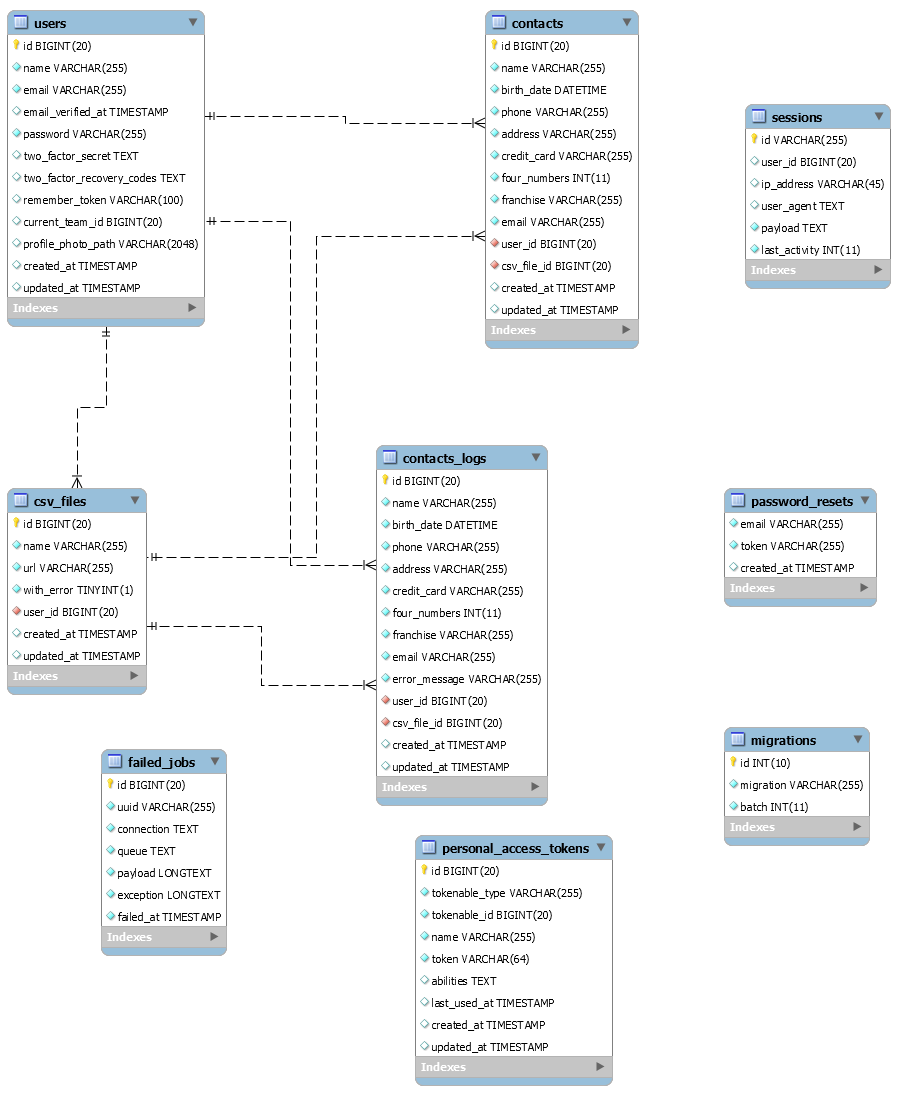 users
id BIGINT(20)
name VARCHAR(255)
email VARCHAR(255)
email_verified_at TIMESTAMP
password VARCHAR(255)
two_factor_secret TEXT
two_factor_recovery_codes TEXT
remember_token VARCHAR(100)
current_team_id BIGINT(20)
profile_photo_path VARCHAR(2048)
created_at TIMESTAMP
updated_at TIMESTAMP
Indexes
contacts
id BIGINT(20)
name VARCHAR(255)
birth_date DATETIME
phone VARCHAR(255)
address VARCHAR(255)
credit_card VARCHAR(255)
four_numbers INT(11)
franchise VARCHAR(255)
email VARCHAR(255)
user_id BIGINT(20)
csv_file_id BIGINT(20)
created_at TIMESTAMP
updated_at TIMESTAMP
Indexes
sessions
id VARCHAR(255)
user_id BIGINT(20)
ip_address VARCHAR(45)
user_agent TEXT
payload TEXT
last_activity INT(11)
Indexes
csv_files
id BIGINT(20)
name VARCHAR(255)
url VARCHAR(255)
with_error TINYINT(1)
user_id BIGINT(20)
created_at TIMESTAMP
updated_at TIMESTAMP
Indexes
contacts_logs
id BIGINT(20)
name VARCHAR(255)
birth_date DATETIME
phone VARCHAR(255)
address VARCHAR(255)
credit_card VARCHAR(255)
four_numbers INT(11)
franchise VARCHAR(255)
email VARCHAR(255)
error_message VARCHAR(255)
user_id BIGINT(20)
csv_file_id BIGINT(20)
created_at TIMESTAMP
updated_at TIMESTAMP
Indexes
password_resets
email VARCHAR(255)
token VARCHAR(255)
created_at TIMESTAMP
Indexes
failed_jobs
id BIGINT(20)
uuid VARCHAR(255)
connection TEXT
queue TEXT
payload LONGTEXT
exception LONGTEXT
failed_at TIMESTAMP
Indexes
migrations
id INT(10)
migration VARCHAR(255)
batch INT(11)
Indexes
personal_access_tokens
id BIGINT(20)
tokenable_type VARCHAR(255)
tokenable_id BIGINT(20)
name VARCHAR(255)
token VARCHAR(64)
abilities TEXT
last_used_at TIMESTAMP
created_at TIMESTAMP
updated_at TIMESTAMP
Indexes